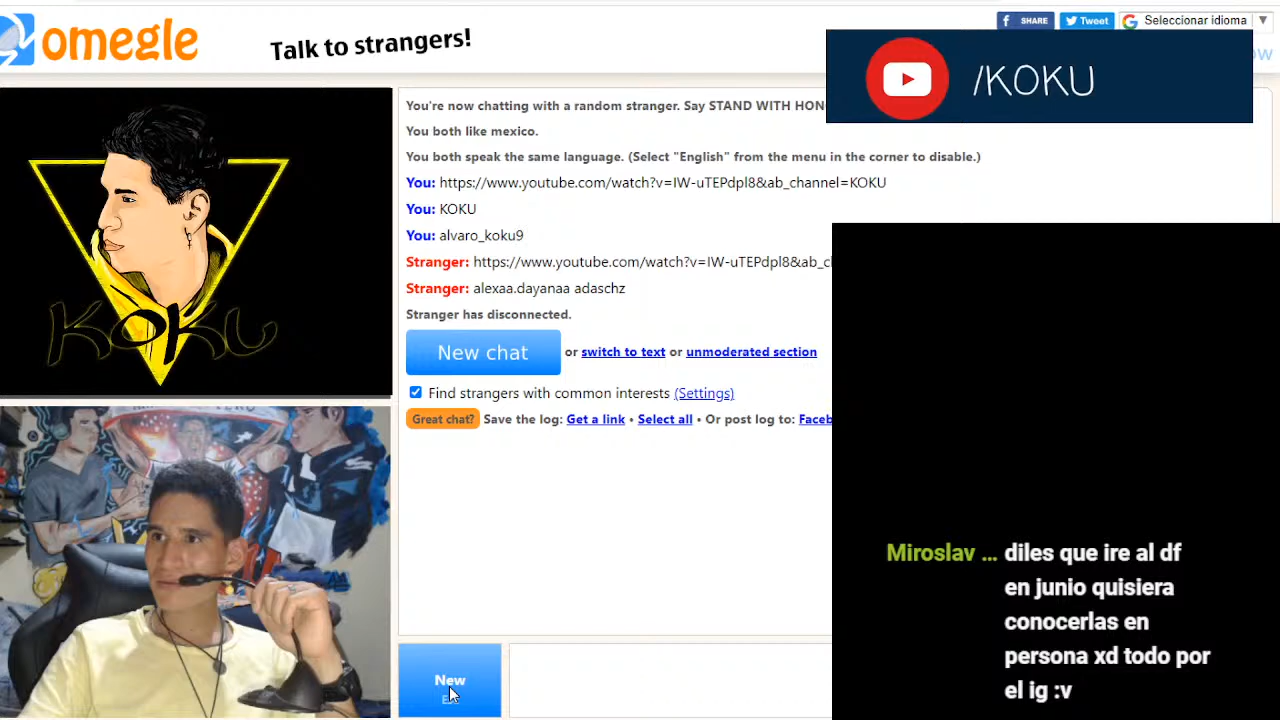 omegle
Talk to strangers!
SHARE
Tweet
Seleccionar idioma
/KOKU
You're now chatting with a random stranger. Say STAND WITH HON
You both like mexico.
You both speak the same language. (Select "English" from the menu in the corner to disable.)
You: https://www.youtube.com/watch?v=IW-uTEPdpl8&ab_channel=KOKU
You: KOKU
You: alvaro_koku9
Stranger: https://www.youtube.com/watch?v=IW-uTEPdpl8&ab_cl
Stranger: alexaa.dayanaa adaschz
Stranger has disconnected.
New chat or switch to text or unmoderated section
Find strangers with common interests (Settings)
Great chat? Save the log: Get a link • Select all • Or post log to: Faceb
KOKU
New
Miroslav ... diles que ire al df
en junio quisiera
conocerlas en
persona xd todo por
el ig :v